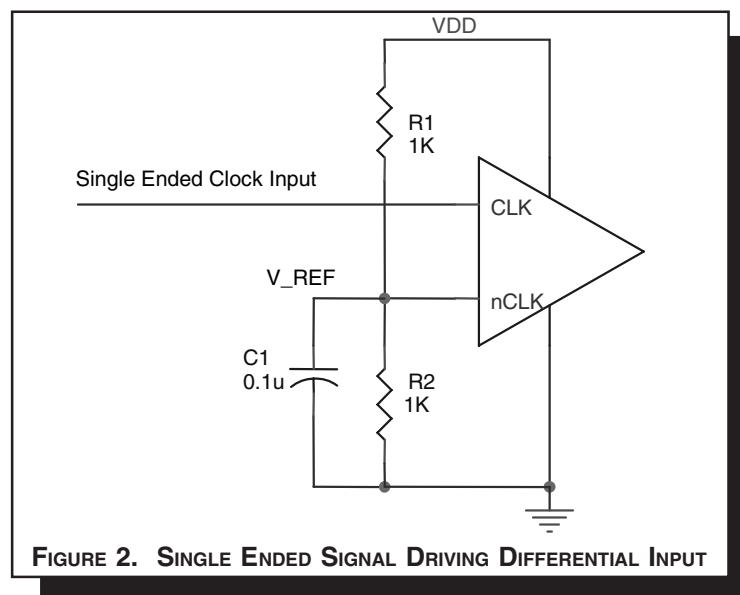 VDD
R1
1K
Single Ended Clock Input
CLK
V_REF
nCLK
C1
0.1u
R2
1K
FIGURE 2. SINGLE ENDED SIGNAL DRIVING DIFFERENTIAL INPUT